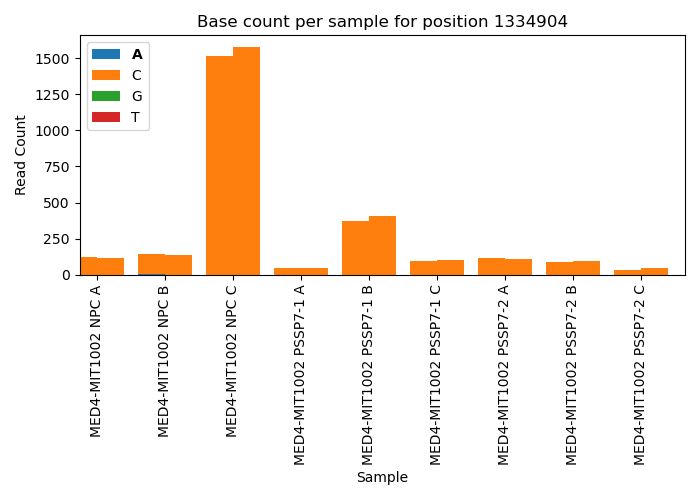 Base count per sample for position 1334904
A
C
G
T
1500
1250
1000
750
500
250
0
Read Count
MED4-MIT1002 NPC A
MED4-MIT1002 NPC B
MED4-MIT1002 NPC C
MED4-MIT1002 PSSP7-1 A
MED4-MIT1002 PSSP7-1 B
MED4-MIT1002 PSSP7-1 C
MED4-MIT1002 PSSP7-2 A
MED4-MIT1002 PSSP7-2 B
MED4-MIT1002 PSSP7-2 C
Sample